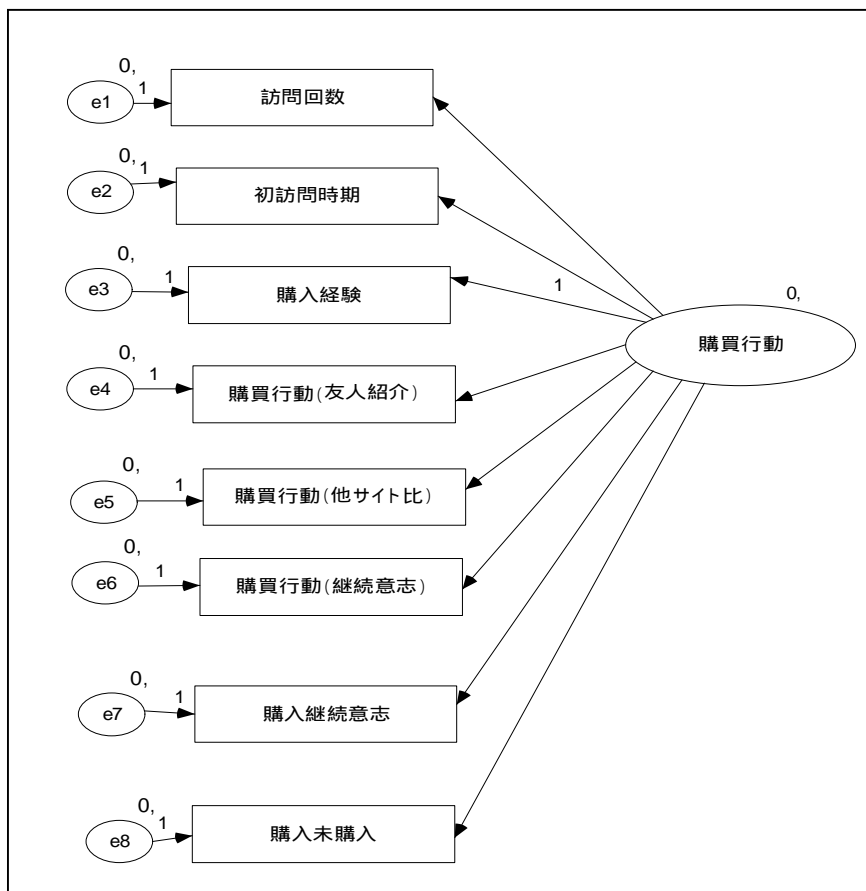 0,
1
e1
訪問回数
0,
1
e2
初訪問時期
0,
1
e3
購入経験
1
0,
購買行動
0,
1
e4
購買行動(友人紹介)
0,
1
e5
購買行動(他サイト比)
0,
1
e6
購買行動(継続意志)
0,
1
e7
購入継続意志
0,
1
e8
購入未購入